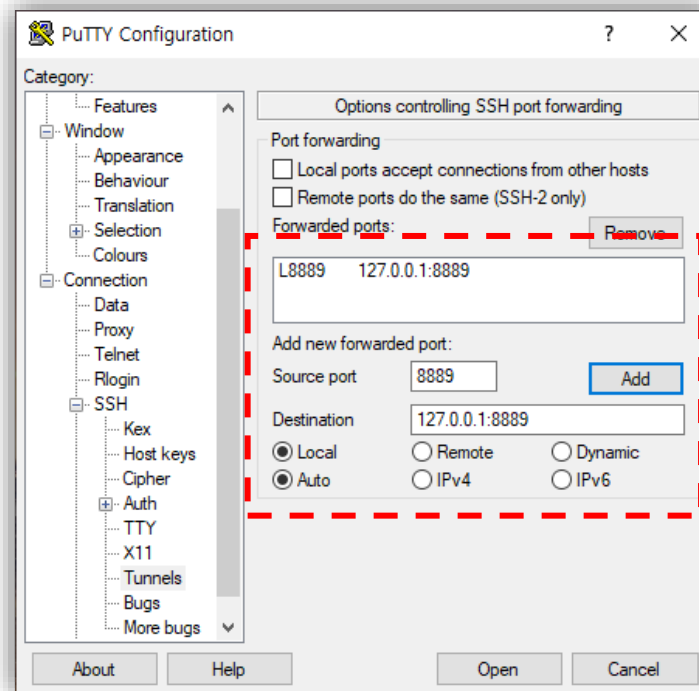 PuTTY Configuration
?
Category:
Features
Window
Appearance
Behaviour
Translation
Selection
Colours
Connection
Data
Proxy
Telnet
Rlogin
SSH
Kex
Host keys
Cipher
Auth
TTY
X11
Tunnels
Bugs
More bugs
Options controlling SSH port forwarding
Port forwarding
Local ports accept connections from other hosts
Remote ports do the same (SSH-2 only)
Forwarded ports:
Remove
L8889 127.0.0.1:8889
Add new forwarded port:
Source port 8889 Add
Destination 127.0.0.1:8889
Local Remote Dynamic
Auto IPv4 IPv6
About Help Open Cancel